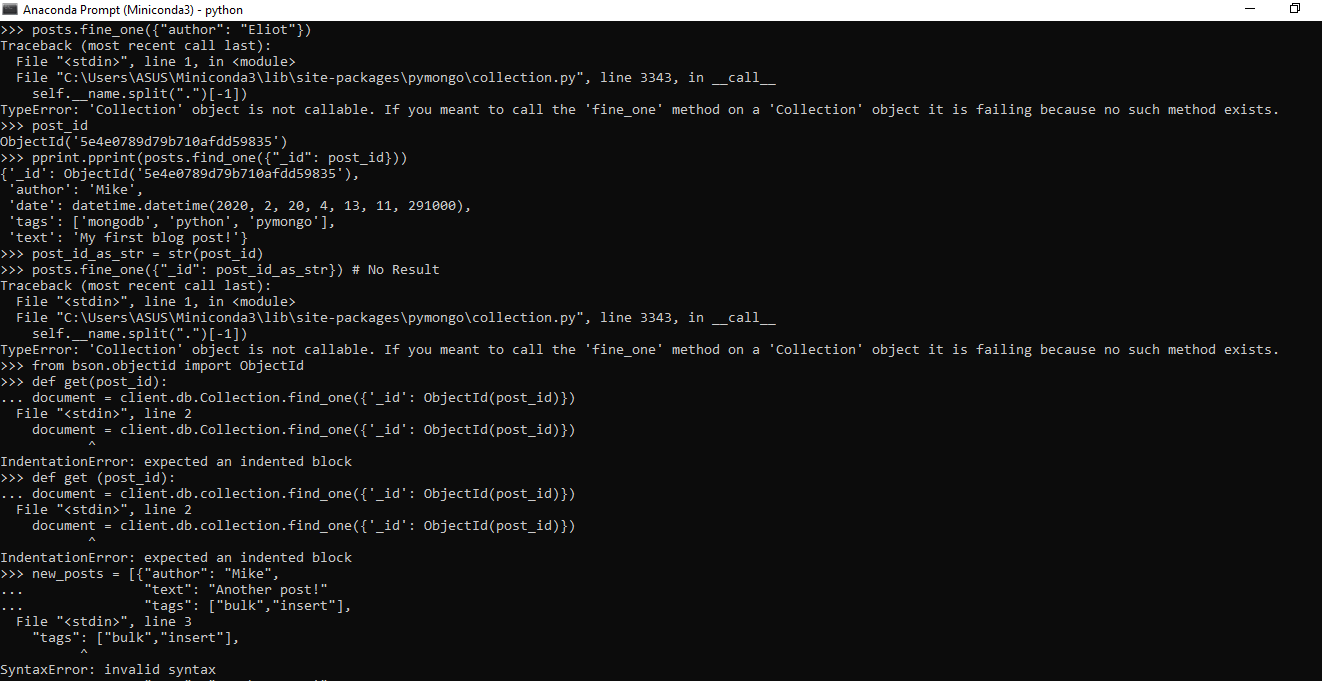 Anaconda Prompt (Miniconda3) - python
>>> posts.fine_one({"author": "Eliot"})
Traceback (most recent call last):
  File "<stdin>", line 1, in <module>
  File "C:\Users\ASUS\Miniconda3\lib\site-packages\pymongo\collection.py", line 3343, in __call__
    self.__name.split(".")[-1])
TypeError: 'Collection' object is not callable. If you meant to call the 'fine_one' method on a 'Collection' object it is failing because no such method exists.
>>> post_id
ObjectId('5e4e0789d79b710afdd59835')
>>> pprint.pprint(posts.find_one({"_id": post_id}))
{'_id': ObjectId('5e4e0789d79b710afdd59835'),
 'author': 'Mike',
 'date': datetime.datetime(2020, 2, 20, 4, 13, 11, 291000),
 'tags': ['mongodb', 'python', 'pymongo'],
 'text': 'My first blog post!'}
>>> post_id_as_str = str(post_id)
>>> posts.fine_one({"_id": post_id_as_str}) # No Result
Traceback (most recent call last):
  File "<stdin>", line 1, in <module>
  File "C:\Users\ASUS\Miniconda3\lib\site-packages\pymongo\collection.py", line 3343, in __call__
    self.__name.split(".")[-1])
TypeError: 'Collection' object is not callable. If you meant to call the 'fine_one' method on a 'Collection' object it is failing because no such method exists.
>>> from bson.objectid import ObjectId
>>> def get(post_id):
... document = client.db.Collection.find_one({'_id': ObjectId(post_id)})
  File "<stdin>", line 2
    document = client.db.Collection.find_one({'_id': ObjectId(post_id)})
           ^
IndentationError: expected an indented block
>>> def get (post_id):
... document = client.db.collection.find_one({'_id': ObjectId(post_id)})
  File "<stdin>", line 2
    document = client.db.collection.find_one({'_id': ObjectId(post_id)})
           ^
IndentationError: expected an indented block
>>> new_posts = [{"author": "Mike",
...               "text": "Another post!"
...               "tags": ["bulk","insert"],
  File "<stdin>", line 3
    "tags": ["bulk","insert"],
          ^
SyntaxError: invalid syntax